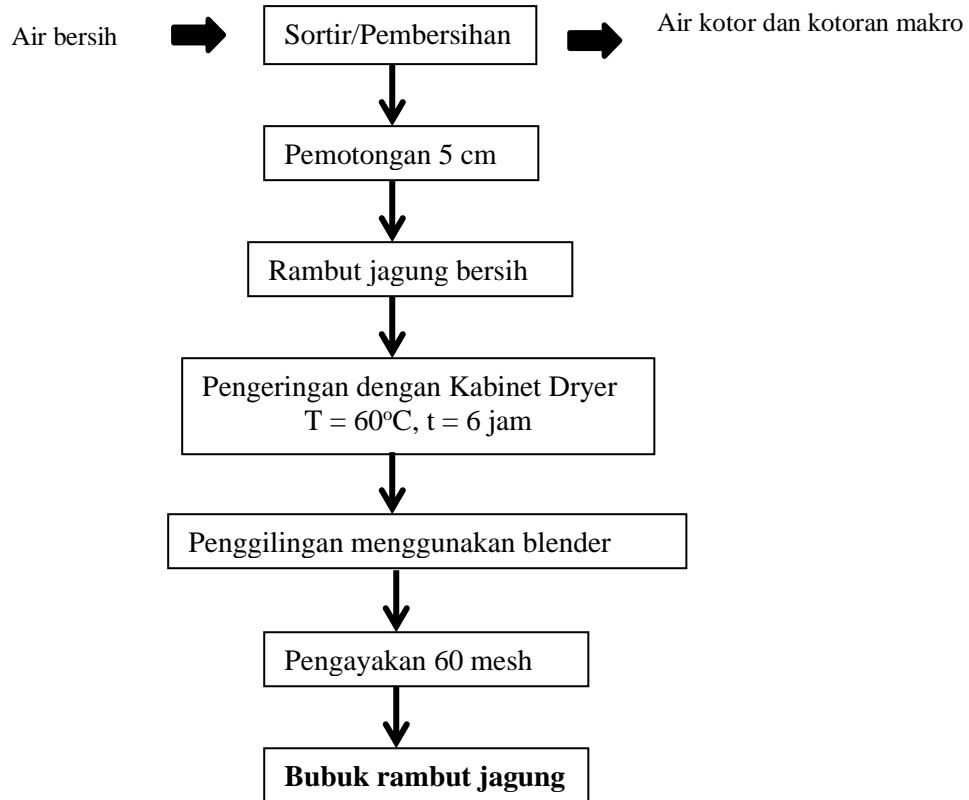 Air bersih
Sortir/Pembersihan
Air kotor dan kotoran makro
Pemotongan 5 cm
Rambut jagung bersih
Pengeringan dengan Kabinet Dryer
T = 60°C, t = 6 jam
Penggilingan menggunakan blender
Pengayakan 60 mesh
Bubuk rambut jagung